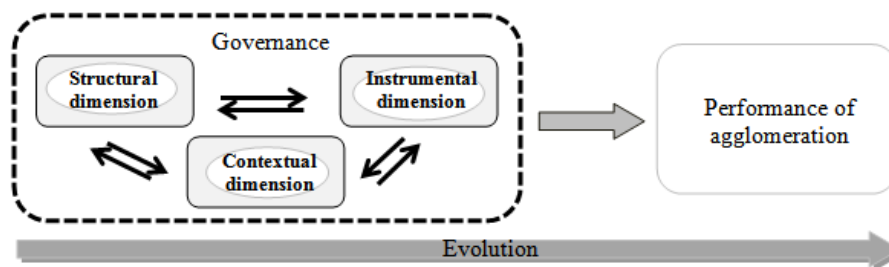 Governance
Structural
dimension
Instrumental
dimension
Contextual
dimension
Performance of
agglomeration
Evolution